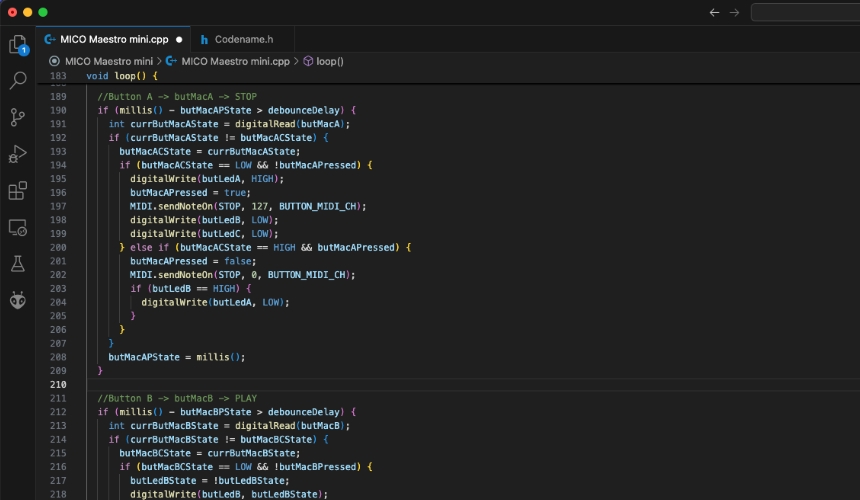 MICO Maestro mini.cpp
Codename.h
1
MICO Maestro mini > MICO Maestro mini.cpp > loop()
183 void loop() {
189 //Button A -> butMacA -> STOP
190 if (millis() - butMacAPState > debounceDelay) {
191 int currButMacAState = digitalRead(butMacA);
192 if (currButMacAState != butMacACState) {
193 butMacACState = currButMacAState;
194 if (butMacACState == LOW && !butMacAPressed) {
195 digitalWrite(butLedA, HIGH);
196 butMacAPressed = true;
197 MIDI.sendNoteOn(STOP, 127, BUTTON_MIDI_CH);
198 digitalWrite(butLedB, LOW);
199 digitalWrite(butLedC, LOW);
200 } else if (butMacACState == HIGH && butMacAPressed) {
201 butMacAPressed = false;
202 MIDI.sendNoteOn(STOP, 0, BUTTON_MIDI_CH);
203 if (butLedB == HIGH) {
204 digitalWrite(butLedA, LOW);
205 }
206 }
207 }
208 butMacAPState = millis();
209 }
210
211 //Button B -> butMacB -> PLAY
212 if (millis() - butMacBPState > debounceDelay) {
213 int currButMacBState = digitalRead(butMacB);
214 if (currButMacBState != butMacBCState) {
215 butMacBCState = currButMacBState;
216 if (butMacBCState == LOW && !butMacBPressed) {
217 butLedBState = !butLedBState;
218 digitalWrite(butLedB, butLedBState);